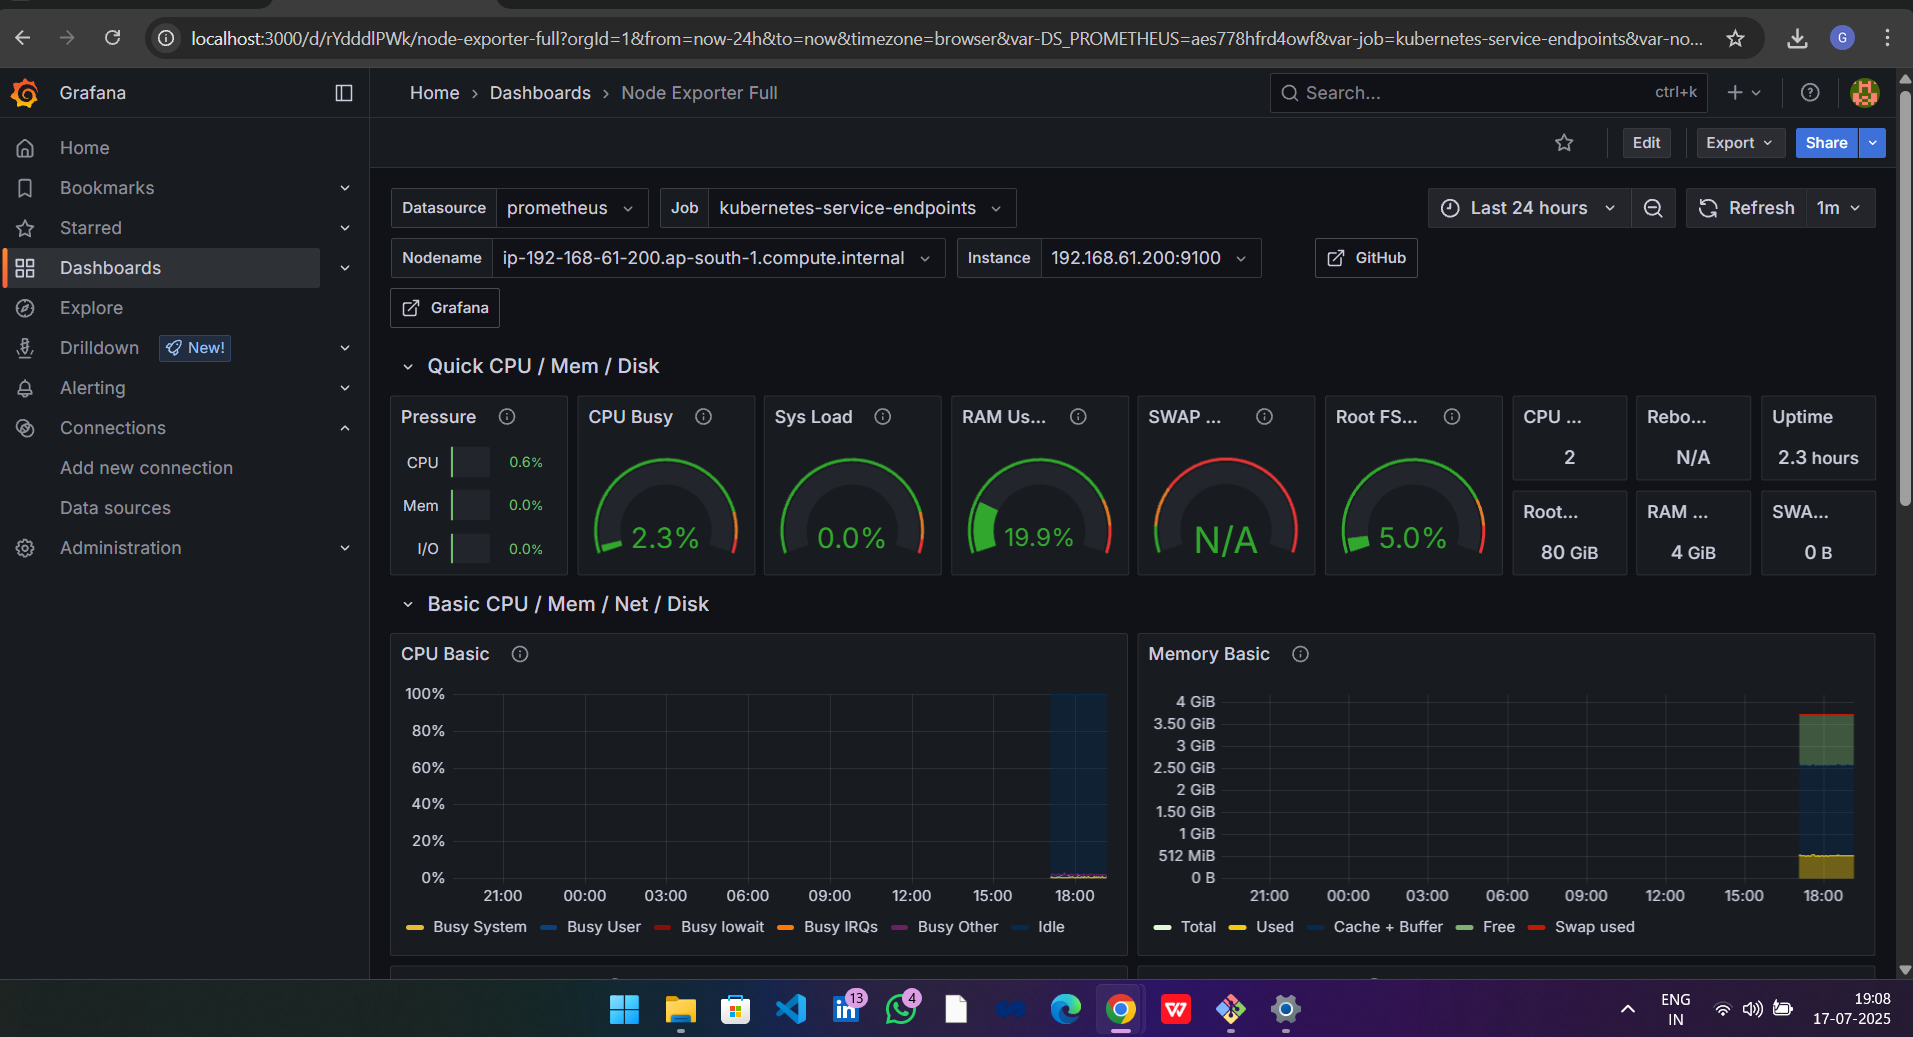 localhost:3000/d/rYdddlPWk/node-exporter-full?orgId=1&from=now-24h&to=now&timezone=browser&var-DS_PROMETHEUS=aes778hfrd4owf&var-job=kubernetes-service-endpoints&var-no...
G
Grafana
Home › Dashboards › Node Exporter Full
Search... ctrl+k
Edit
Export
Share
Home
Bookmarks
Starred
Dashboards
Explore
Drilldown New!
Alerting
Connections
Add new connection
Data sources
Administration
Datasource prometheus Job kubernetes-service-endpoints
Last 24 hours Refresh 1m
Nodename ip-192-168-61-200.ap-south-1.compute.internal Instance 192.168.61.200:9100 GitHub
Grafana
Quick CPU / Mem / Disk
Pressure
CPU 0.6%
Mem 0.0%
I/O 0.0%
CPU Busy
2.3%
Sys Load
0.0%
RAM Us...
19.9%
SWAP ...
N/A
Root FS...
5.0%
CPU ...
2
Rebo...
N/A
Uptime
2.3 hours
Root...
80 GiB
RAM ...
4 GiB
SWA...
0 B
Basic CPU / Mem / Net / Disk
CPU Basic
100%
80%
60%
40%
20%
0%
21:00 00:00 03:00 06:00 09:00 12:00 15:00 18:00
Busy System Busy User Busy Iowait Busy IRQs Busy Other Idle
Memory Basic
4 GiB
3.50 GiB
3 GiB
2.50 GiB
2 GiB
1.50 GiB
1 GiB
512 MiB
0 B
21:00 00:00 03:00 06:00 09:00 12:00 15:00 18:00
Total Used Cache + Buffer Free Swap used
in 13
4
W
ENG
IN
19:08
17-07-2025